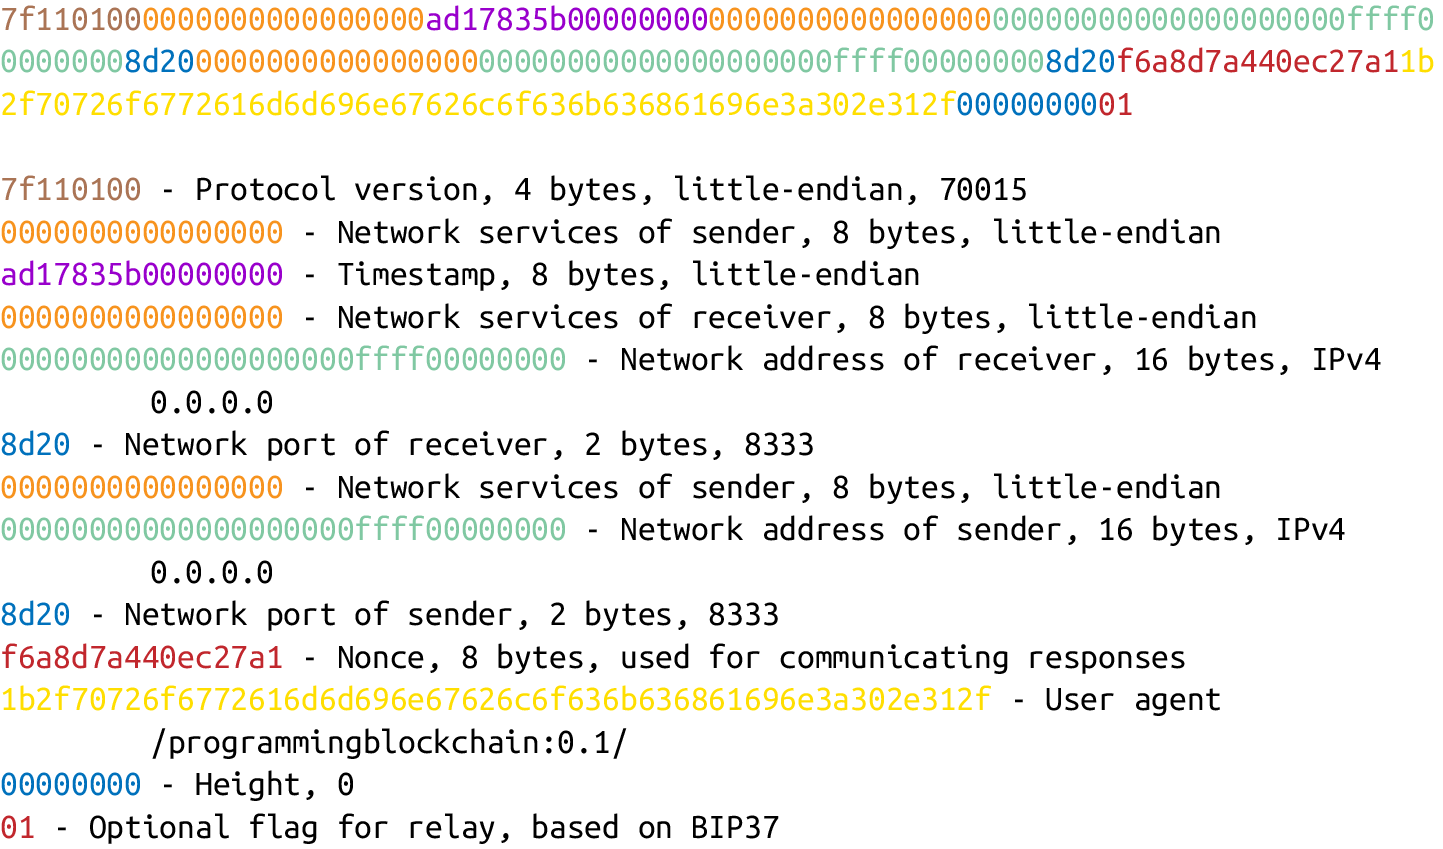 7f1101000000000000000000ad17835b00000000000000000000000000000000000000000000ffff0
00000008d20000000000000000000000000000000000000ffff000000008d20f6a8d7a440ec27a11b
2f70726f6772616d6d696e67626c6f636b636861696e3a302e312f0000000001
7f110100 - Protocol version, 4 bytes, little-endian, 70015
0000000000000000 - Network services of sender, 8 bytes, little-endian
ad17835b00000000 - Timestamp, 8 bytes, little-endian
0000000000000000 - Network services of receiver, 8 bytes, little-endian
00000000000000000000ffff00000000 - Network address of receiver, 16 bytes, IPv4
0.0.0.0
8d20 - Network port of receiver, 2 bytes, 8333
0000000000000000 - Network services of sender, 8 bytes, little-endian
00000000000000000000ffff00000000 - Network address of sender, 16 bytes, IPv4
0.0.0.0
8d20 - Network port of sender, 2 bytes, 8333
f6a8d7a440ec27a1 - Nonce, 8 bytes, used for communicating responses
1b2f70726f6772616d6d696e67626c6f636b636861696e3a302e312f - User agent
/programmingblockchain:0.1/
00000000 - Height, 0
01 - Optional flag for relay, based on BIP37